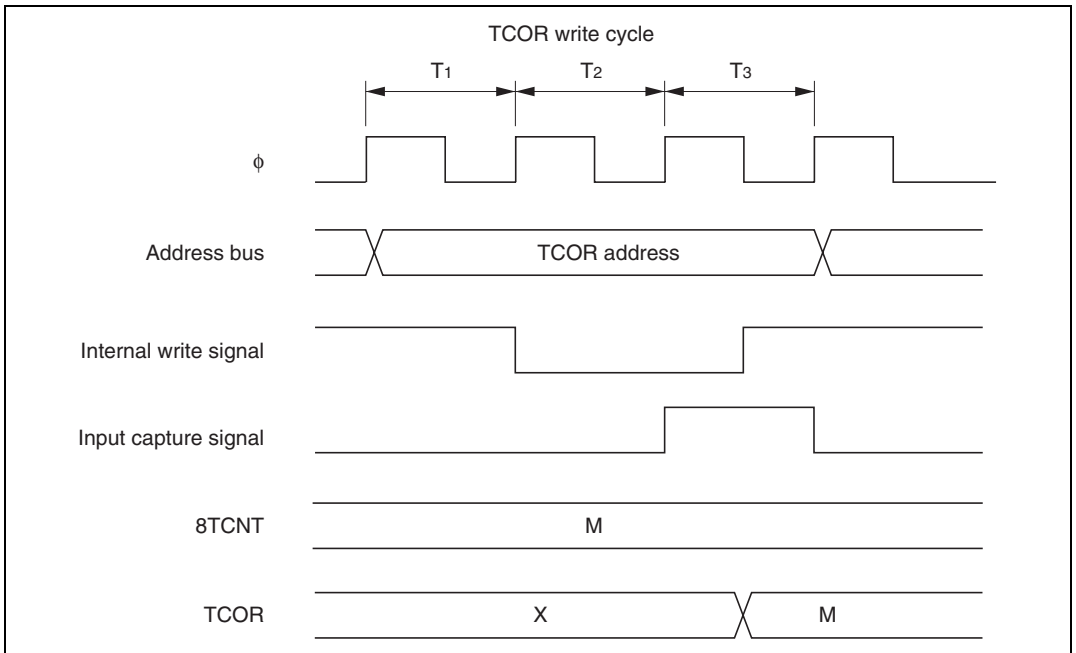 TCOR write cycle
T1 T2 T3
φ
Address bus TCOR address
Internal write signal
Input capture signal
8TCNT M
TCOR X M